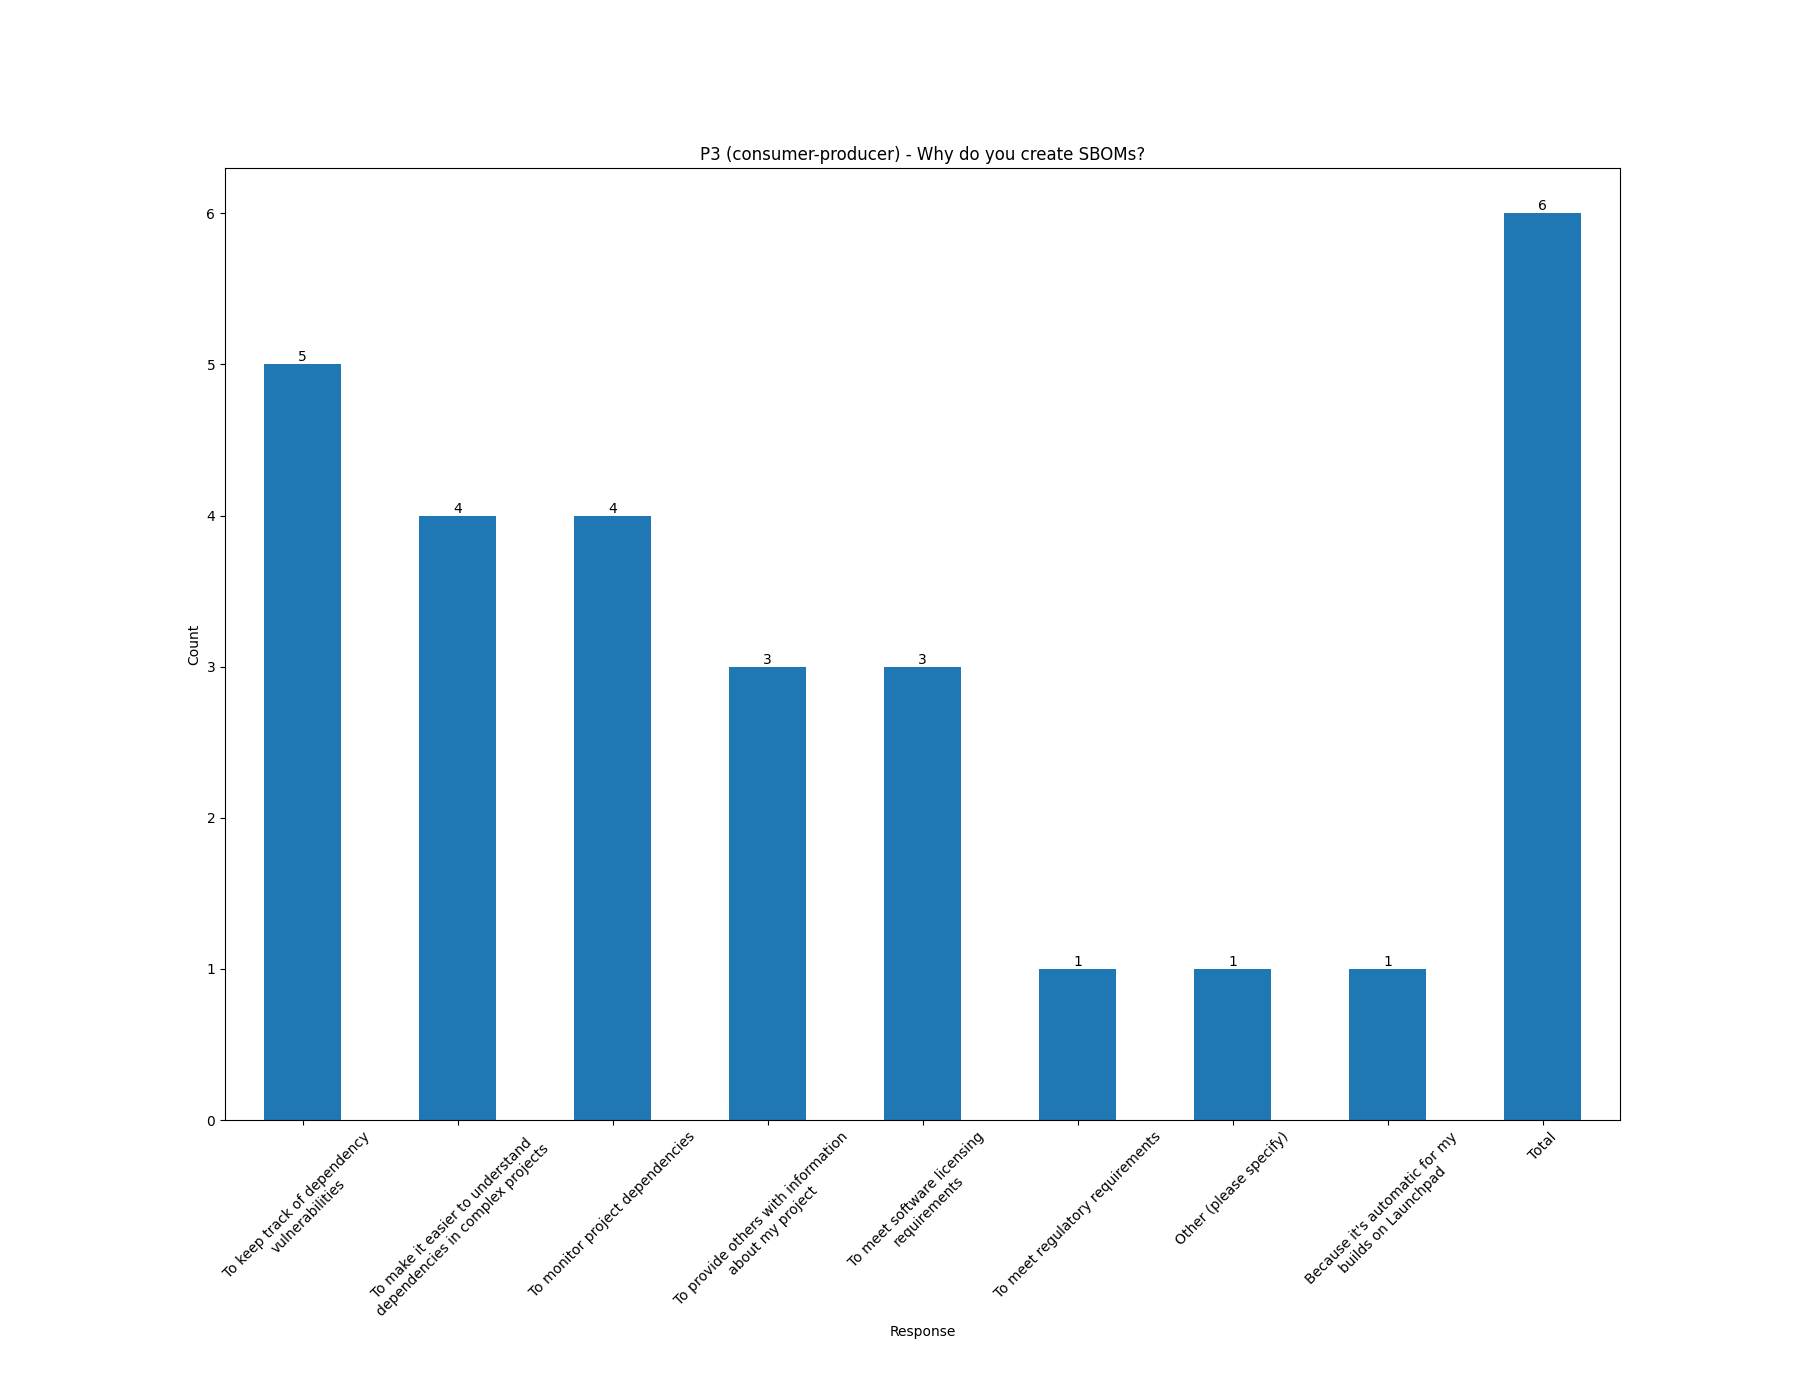 P3 (consumer-producer) - Why do you create SBOMs?
6
5
4
3
2
1
0
Count
5
4
4
3
3
1
1
1
6
To keep track of dependency
vulnerabilities
To make it easier to understand
dependencies in complex projects
To monitor project dependencies
To provide others with information
about my project
To meet software licensing
requirements
To meet regulatory requirements
Other (please specify)
Because it's automatic for my
builds on Launchpad
Total
Response